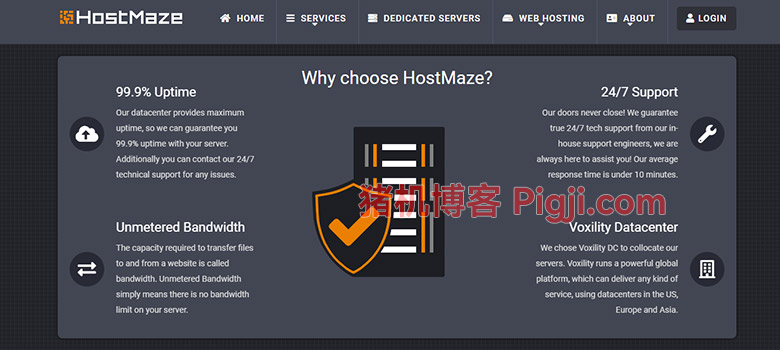 HostMaze
HOME
SERVICES
DEDICATED SERVERS
WEB HOSTING
ABOUT
LOGIN
Why choose HostMaze?
99.9% Uptime
Our datacenter provides maximum
uptime, so we can guarantee you
99.9% uptime with your server.
Additionally you can contact our 24/7
technical support for any issues.
24/7 Support
Our doors never close! We guarantee
true 24/7 tech support from our in-
house support engineers, we are
always here to assist you! Our average
response time is under 10 minutes.
猪机博客 Pigji.com
Unmetered Bandwidth
The capacity required to transfer files
to and from a website is called
bandwidth. Unmetered Bandwidth
simply means there is no bandwidth
limit on your server.
Voxility Datacenter
We chose Voxility DC to collocate our
servers. Voxility runs a powerful global
platform, which can deliver any kind of
service, using datacenters in the US,
Europe and Asia.